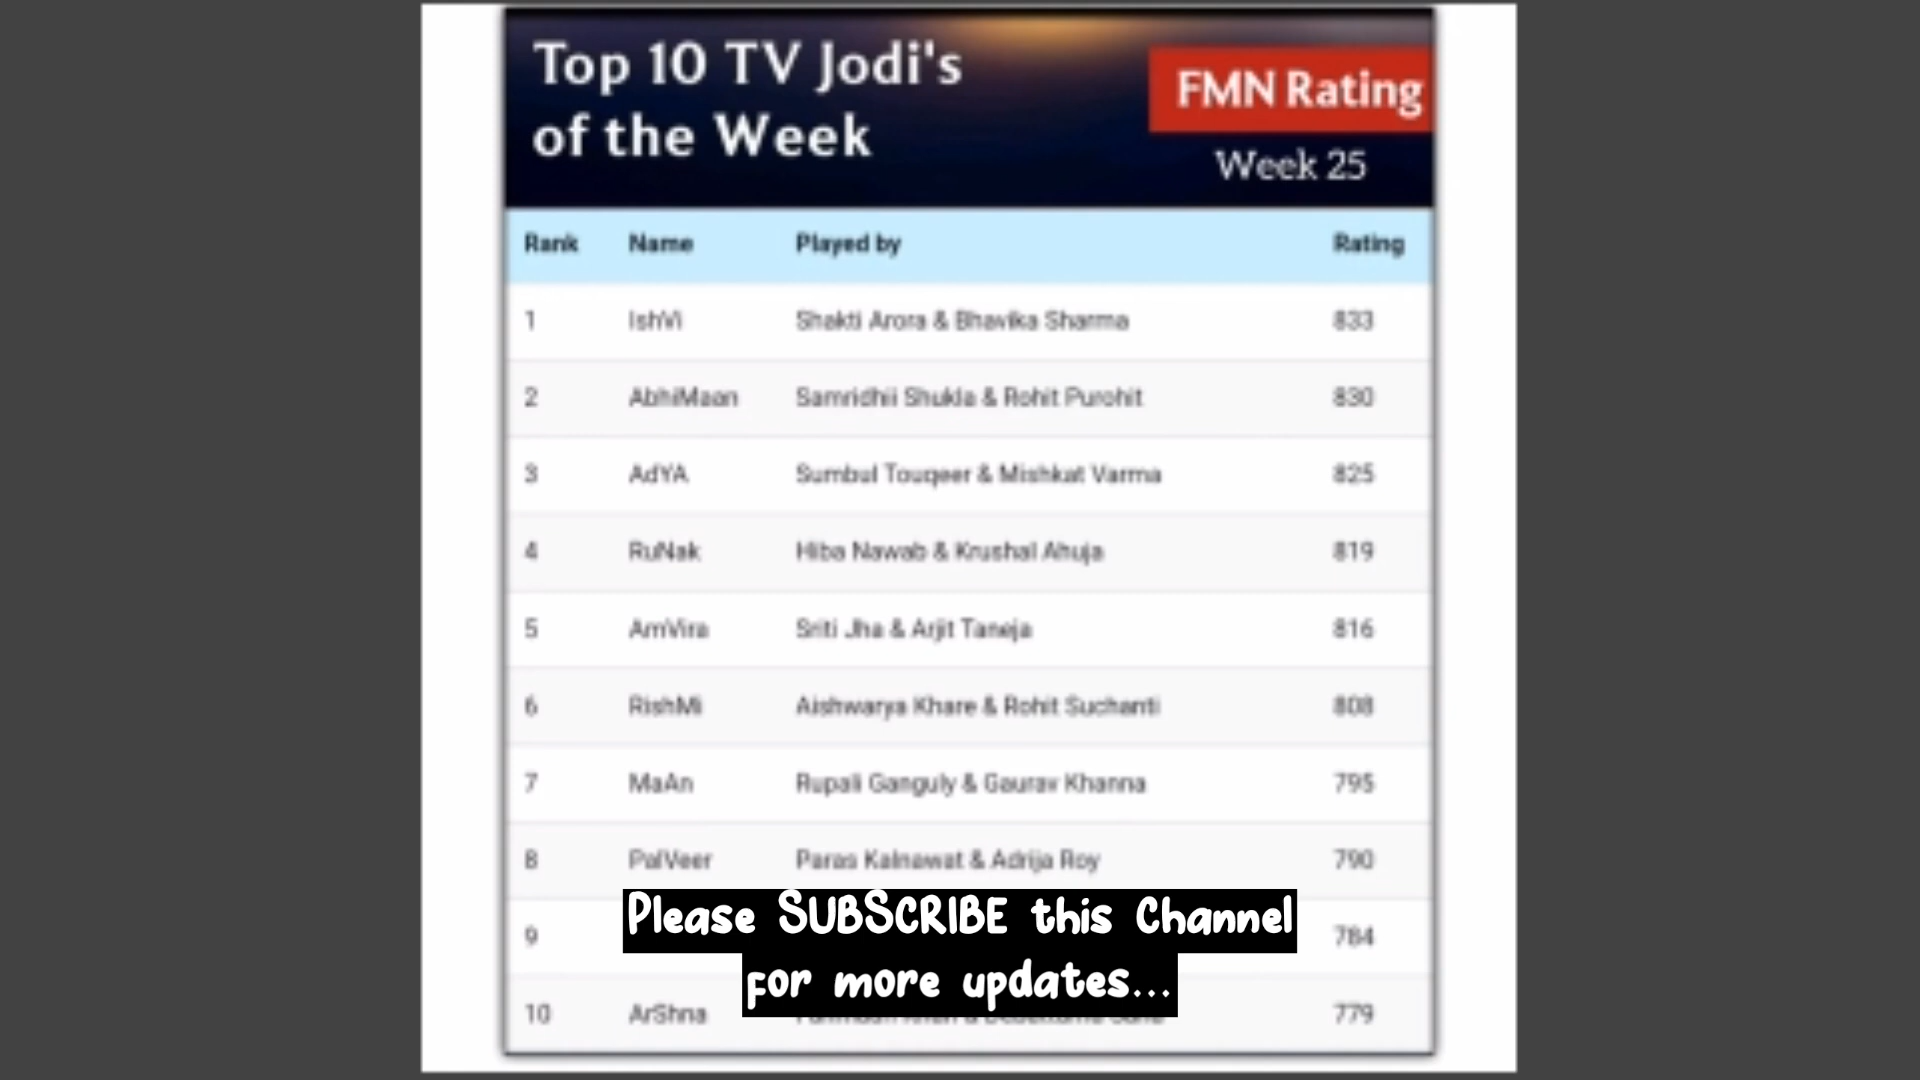 Top 10 TV Jodi's
of the Week
FMN Rating
Week 25
Rank Name Played by Rating
1 IshVi Shakti Arora & Bhavika Sharma 833
2 AbhiMaan Samridhii Shukla & Rohit Purohit 830
3 AdYA Sumbul Touqeer & Mishkat Varma 825
4 RuNak Hiba Nawab & Krushal Ahuja 819
5 AmVira Sriti Jha & Arjit Taneja 816
6 RishMi Aishwarya Khare & Rohit Suchanti 808
7 MaAn Rupali Ganguly & Gaurav Khanna 795
8 PalVeer Paras Kalnawat & Adrija Roy 790
9 784
10 ArShna 779
Please SUBSCRIBE this Channel
for more updates...